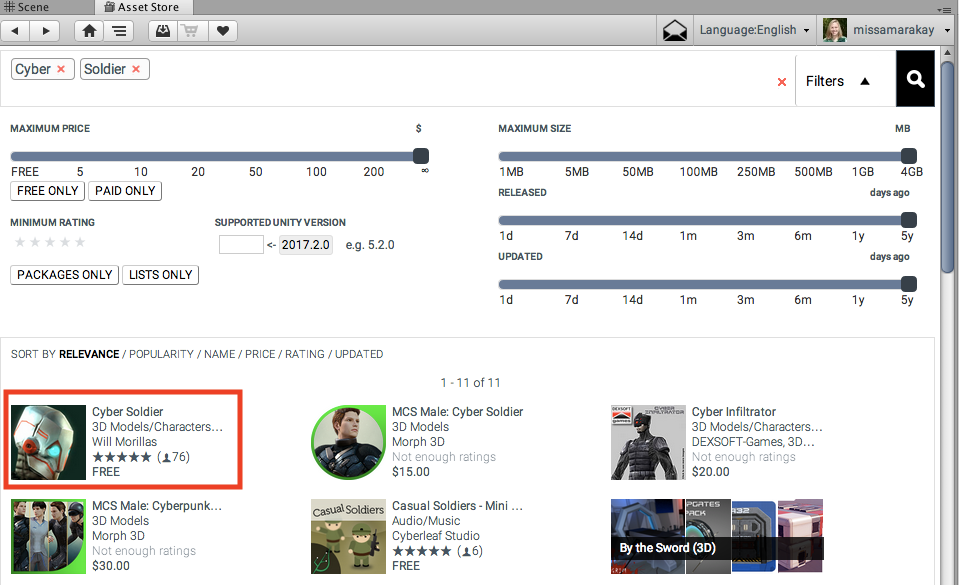 Scene
Asset Store
Language:English
missamarakay
Cyber ×
Soldier ×
× Filters
MAXIMUM PRICE $
FREE 5 10 20 50 100 200 ∞
FREE ONLY PAID ONLY
MINIMUM RATING
SUPPORTED UNITY VERSION
<- 2017.2.0 e.g. 5.2.0
PACKAGES ONLY LISTS ONLY
MAXIMUM SIZE MB
1MB 5MB 50MB 100MB 250MB 500MB 1GB 4GB
RELEASED days ago
1d 7d 14d 1m 3m 6m 1y 5y
UPDATED days ago
1d 7d 14d 1m 3m 6m 1y 5y
SORT BY RELEVANCE / POPULARITY / NAME / PRICE / RATING / UPDATED
1 - 11 of 11
Cyber Soldier
3D Models/Characters...
Will Morillas
★★★★★ (76)
FREE
MCS Male: Cyber Soldier
3D Models
Morph 3D
Not enough ratings
$15.00
DEXSOFT GAMES
CYBER INFILTRATOR
Cyber Infiltrator
3D Models/Characters...
DEXSOFT-Games, 3D...
Not enough ratings
$20.00
MCS Male: Cyberpunk...
3D Models
Morph 3D
Not enough ratings
$30.00
Casual Soldiers
Casual Soldiers - Mini ...
Audio/Music
Cyberleaf Studio
★★★★★ (6)
FREE
By the Sword (3D)